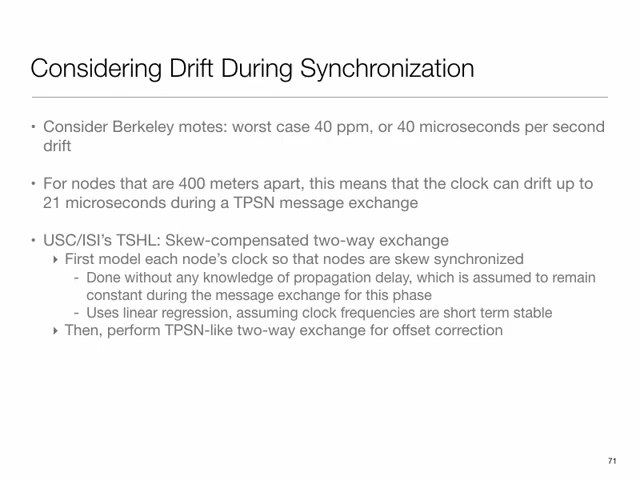 Considering Drift During Synchronization
• Consider Berkeley motes: worst case 40 ppm, or 40 microseconds per second
drift
• For nodes that are 400 meters apart, this means that the clock can drift up to
21 microseconds during a TPSN message exchange
• USC/ISI's TSHL: Skew-compensated two-way exchange
‣ First model each node's clock so that nodes are skew synchronized
- Done without any knowledge of propagation delay, which is assumed to remain
constant during the message exchange for this phase
- Uses linear regression, assuming clock frequencies are short term stable
‣ Then, perform TPSN-like two-way exchange for offset correction
71